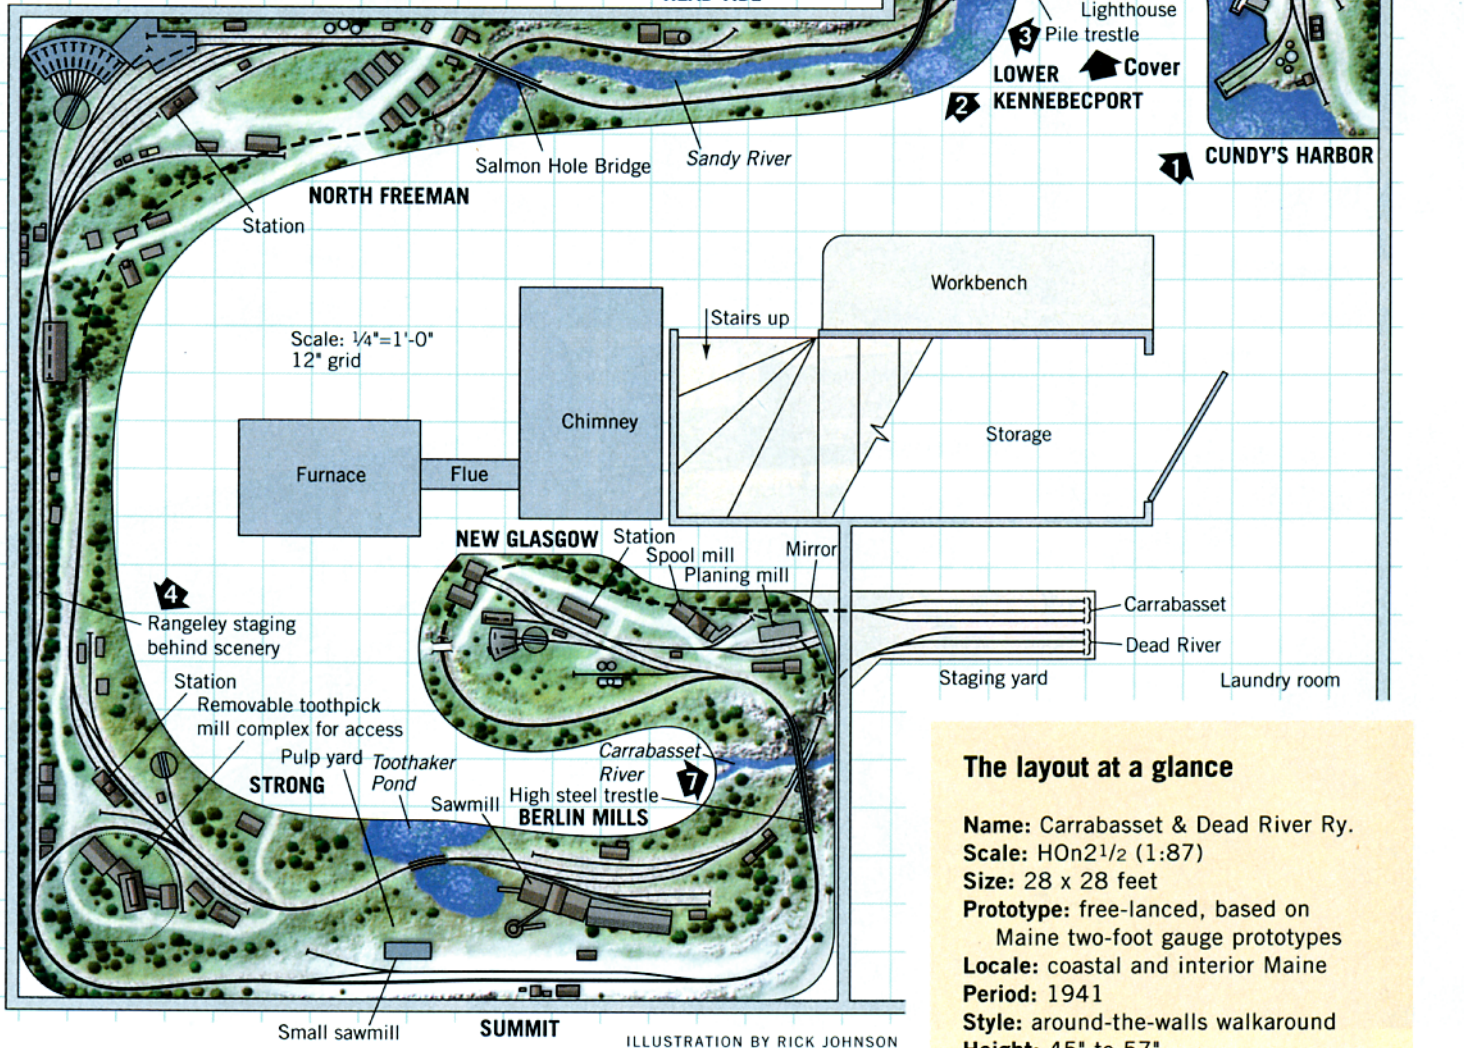 Lighthouse
Pile trestle
3
LOWER
KENNEBECPORT
Cover
2
CUNDY'S HARBOR
1
Salmon Hole Bridge
Sandy River
NORTH FREEMAN
Station
Workbench
Stairs up
Scale: 1/4"=1'-0"
12" grid
Chimney
Storage
Furnace
Flue
NEW GLASGOW
Station
Spool mill
Planing mill
Mirror
4
Rangeley staging
behind scenery
Carrabasset
Dead River
Staging yard
Laundry room
Station
Removable toothpick
mill complex for access
Pulp yard
Toothaker
Pond
STRONG
Carrabasset
River
7
High steel trestle
Sawmill
BERLIN MILLS
Small sawmill
SUMMIT
ILLUSTRATION BY RICK JOHNSON
The layout at a glance
Name: Carrabasset & Dead River Ry.
Scale: HOn2 1/2 (1:87)
Size: 28 x 28 feet
Prototype: free-lanced, based on
Maine two-foot gauge prototypes
Locale: coastal and interior Maine
Period: 1941
Style: around-the-walls walkaround
Height: 45" to 57"